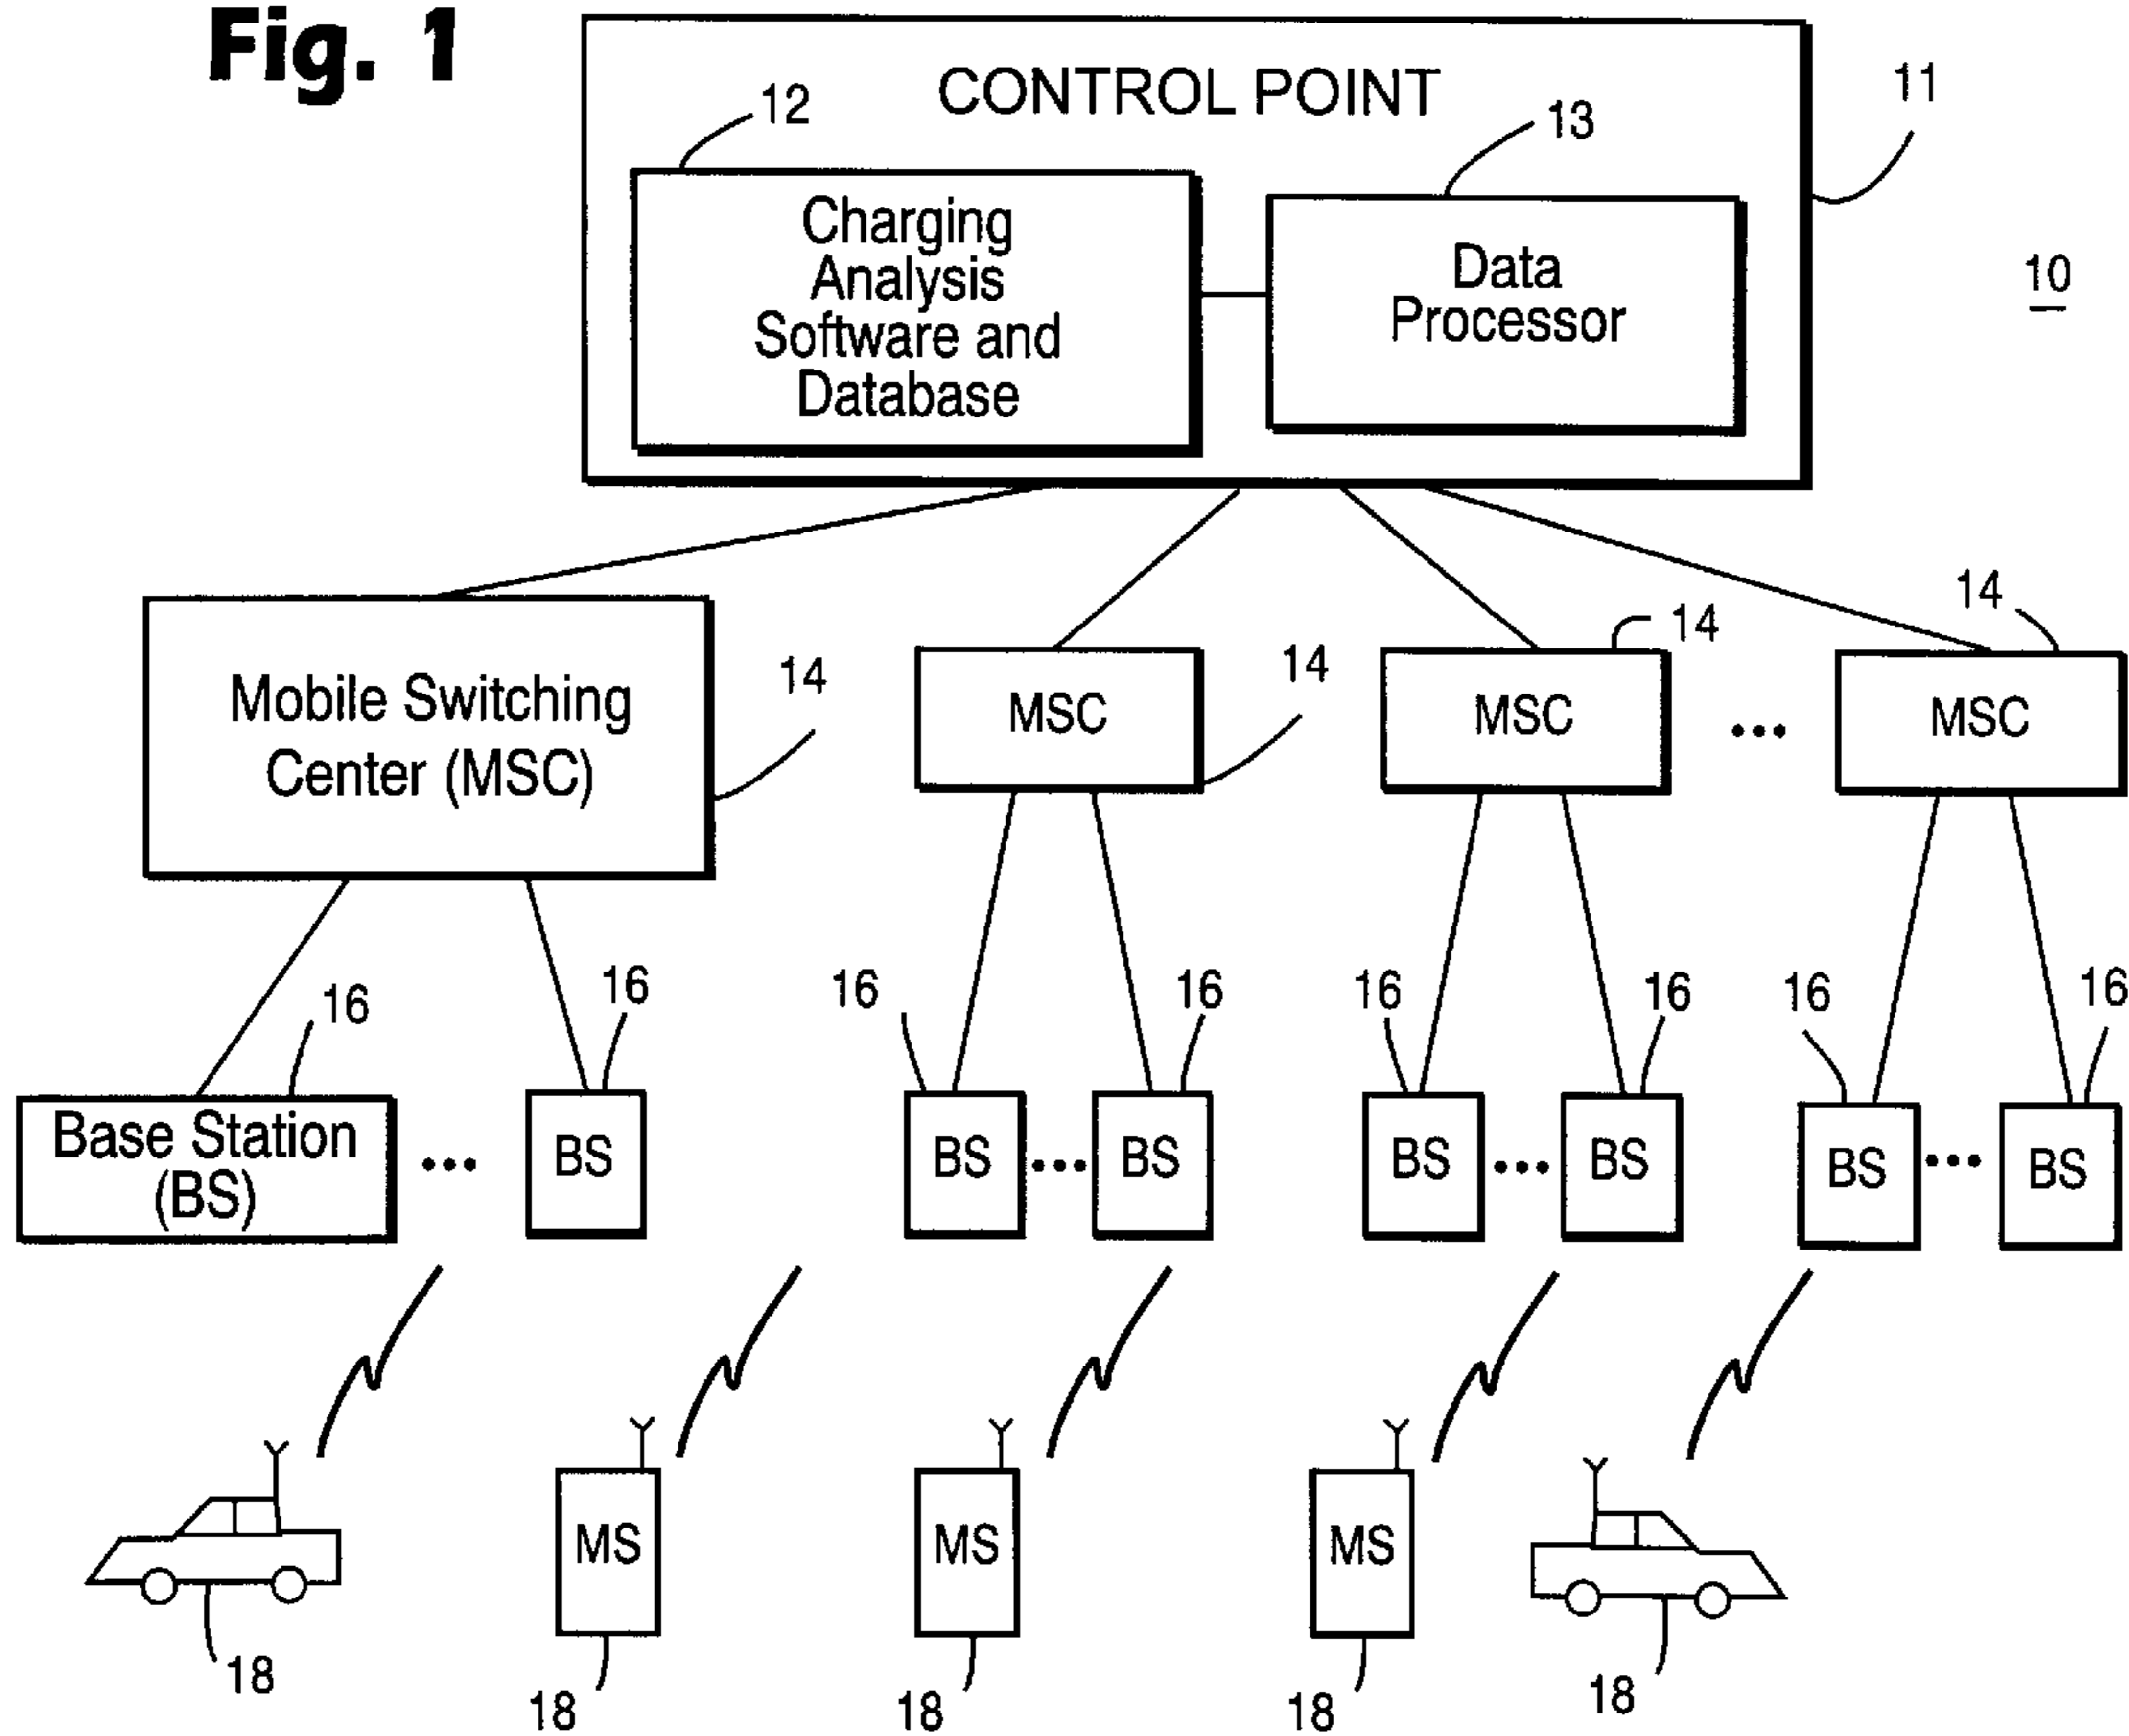 Fig. 1
CONTROL POINT
11
12
13
Charging
Analysis
Software and
Database
Data
Processor
10
Mobile Switching
Center (MSC)
14
MSC
14
MSC
14
...
MSC
14
Base Station
(BS)
16
...
BS
16
BS
16
...
BS
16
BS
16
...
BS
16
BS
16
...
BS
16
MS
MS
MS
18
18
18
18
18